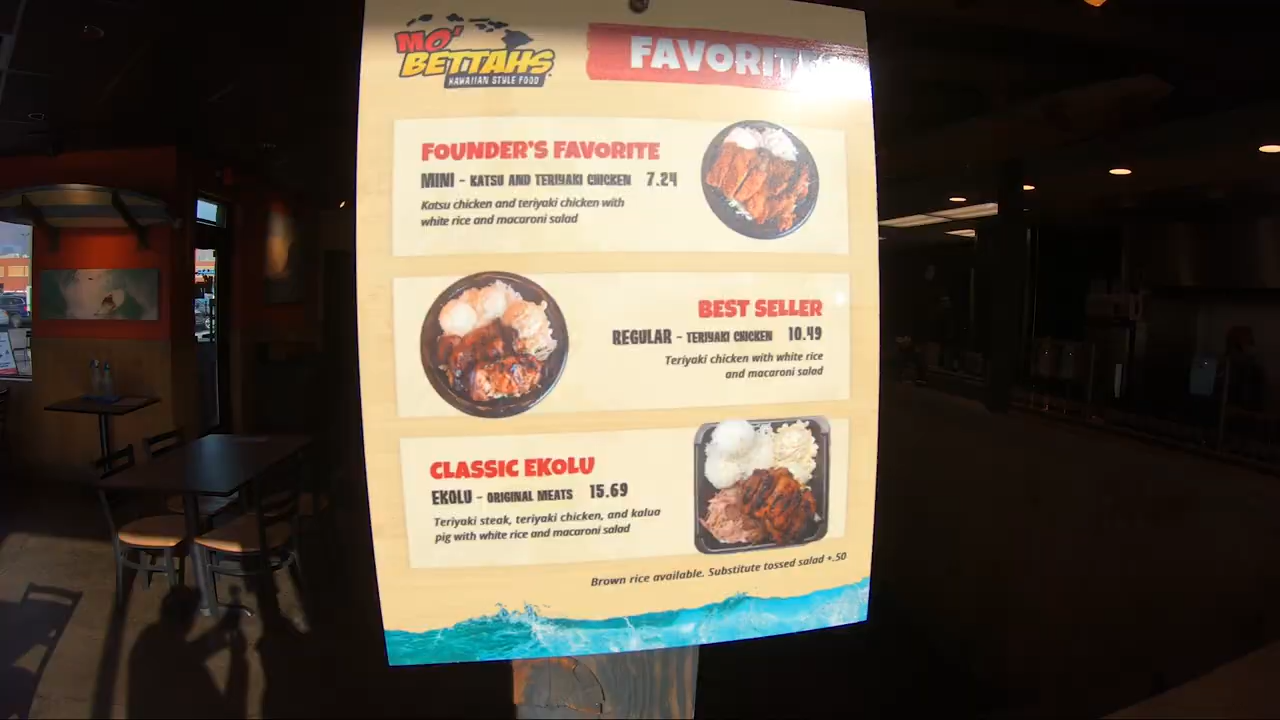 MO'
BETTAHS
HAWAIIAN STYLE FOOD
FOUNDER'S FAVORITE
MINI - KATSU AND TERIYAKI CHICKEN 7.24
Katsu chicken and teriyaki chicken with
white rice and macaroni salad
BEST SELLER
REGULAR - TERIYAKI CHICKEN 10.49
Teriyaki chicken with white rice
and macaroni salad
CLASSIC EKOLU
EKOLU - ORIGINAL MEATS 15.69
Teriyaki steak, teriyaki chicken, and kalua
pig with white rice and macaroni salad
Brown rice available. Substitute tossed salad +.50